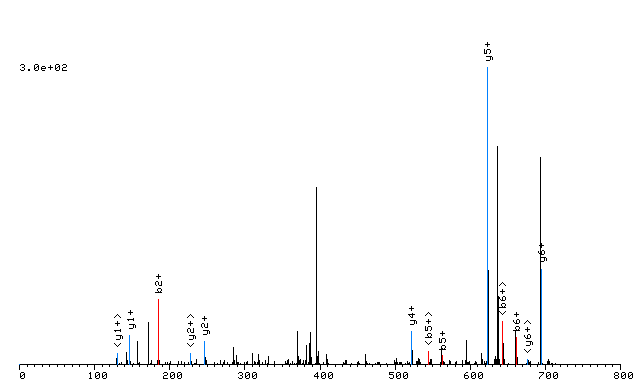 3.0e+02
y5+
y6+
b2+
y1+^
y1+
y2+^
y2+
y4+
b5+^
b5+
b6+^
b6+
y6+^
0 100 200 300 400 500 600 700 800